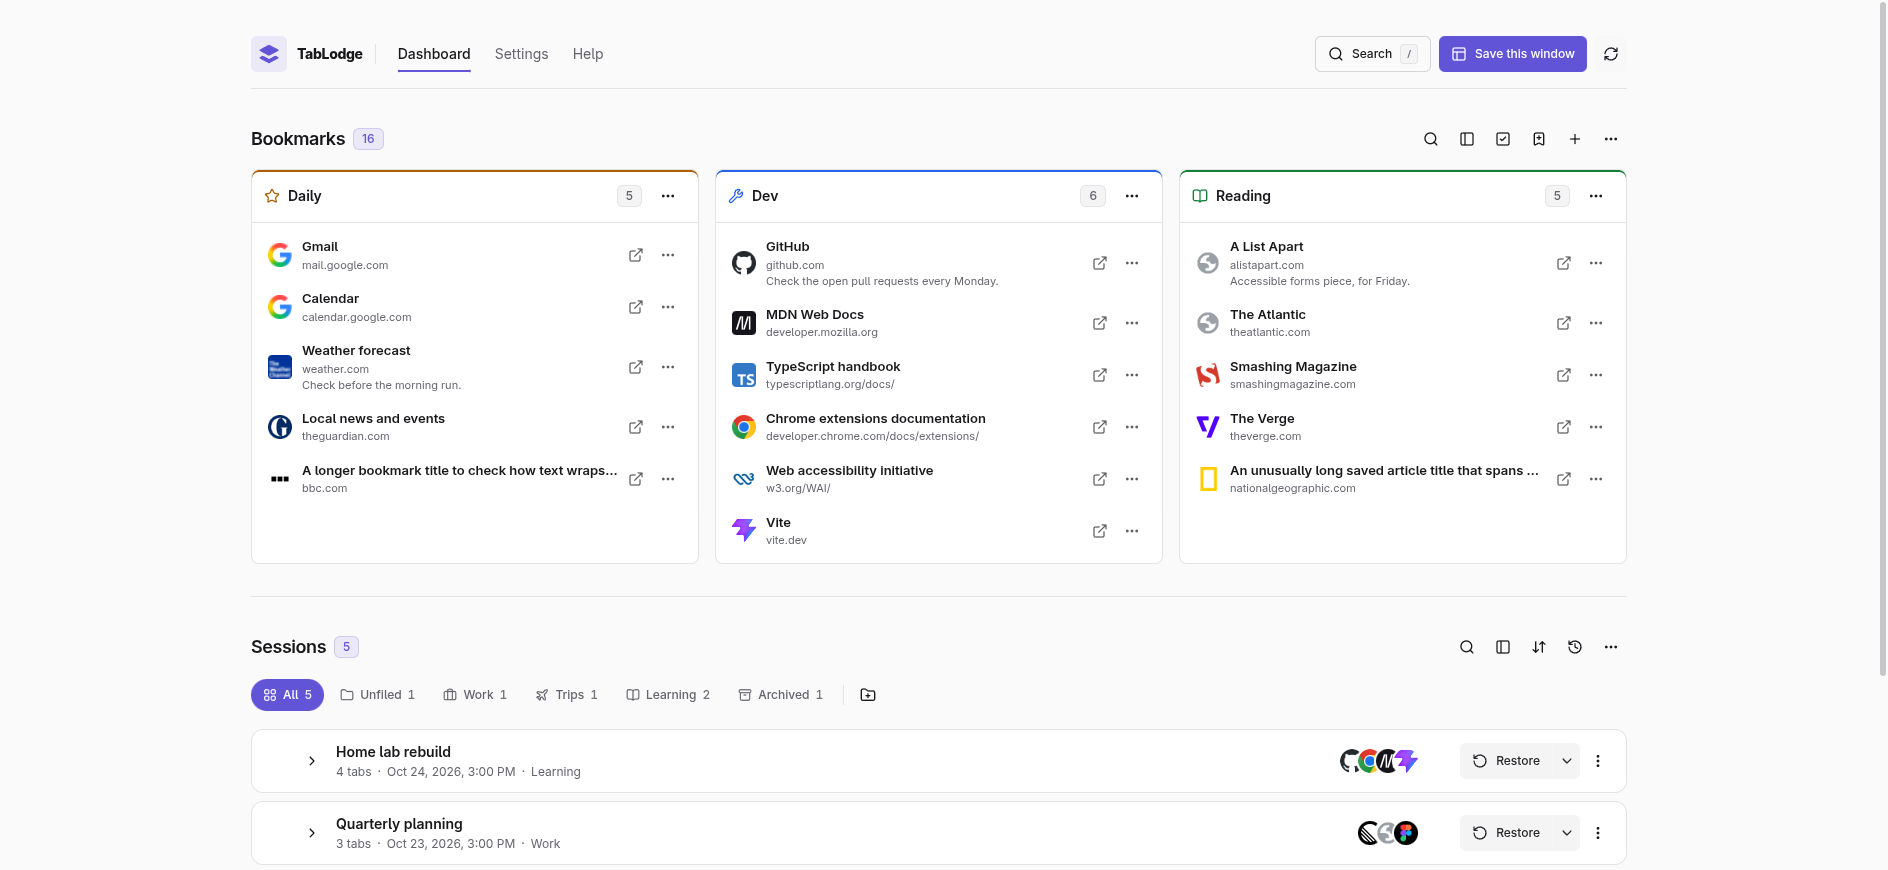 TabLodge
Dashboard
Settings
Help
Search /
Save this window
Bookmarks 16
Daily 5
Gmail
mail.google.com
Calendar
calendar.google.com
Weather forecast
weather.com
Check before the morning run.
Local news and events
theguardian.com
A longer bookmark title to check how text wraps...
bbc.com
Dev 6
GitHub
github.com
Check the open pull requests every Monday.
MDN Web Docs
developer.mozilla.org
TypeScript handbook
typescriptlang.org/docs/
Chrome extensions documentation
developer.chrome.com/docs/extensions/
Web accessibility initiative
w3.org/WAI/
Vite
vite.dev
Reading 5
A List Apart
alistapart.com
Accessible forms piece, for Friday.
The Atlantic
theatlantic.com
Smashing Magazine
smashingmagazine.com
The Verge
theverge.com
An unusually long saved article title that spans ...
nationalgeographic.com
Sessions 5
All 5
Unfiled 1
Work 1
Trips 1
Learning 2
Archived 1
Home lab rebuild
4 tabs · Oct 24, 2026, 3:00 PM · Learning
Restore
Quarterly planning
3 tabs · Oct 23, 2026, 3:00 PM · Work
Restore